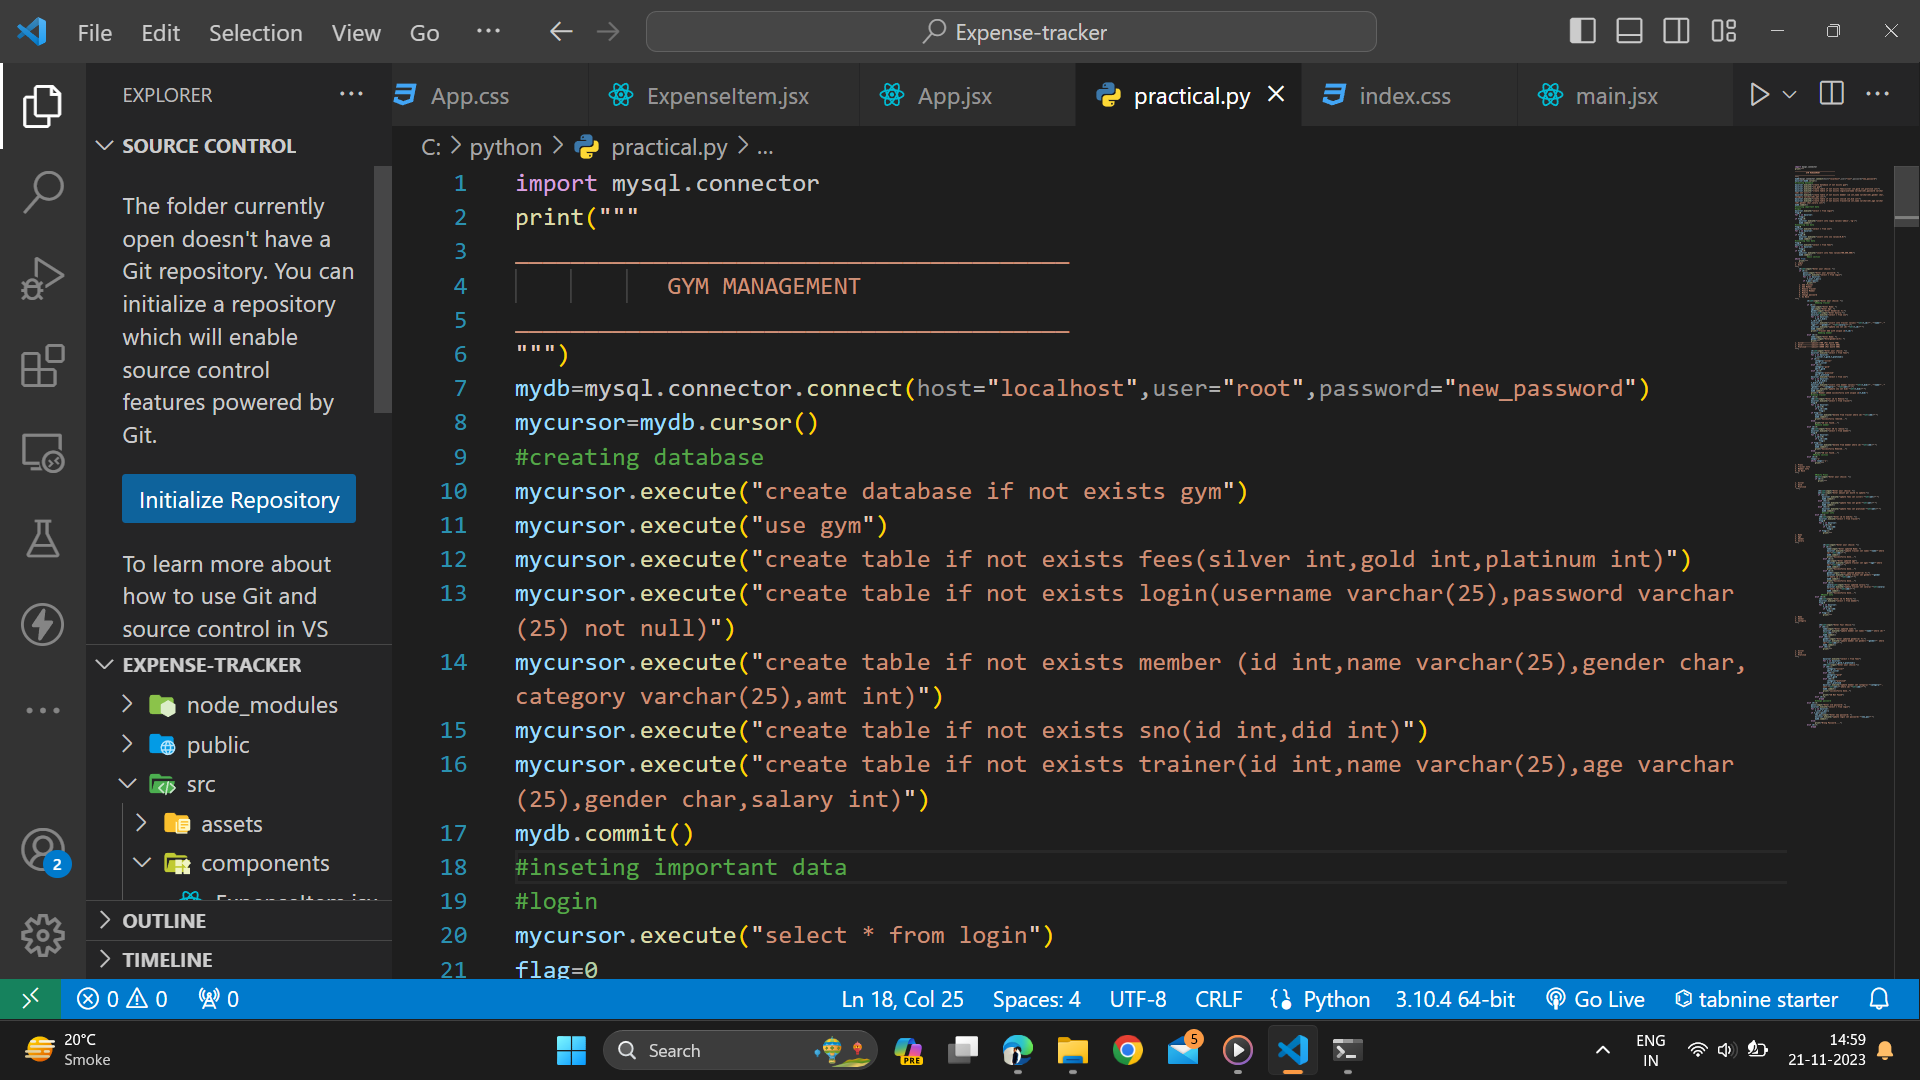 File Edit Selection View Go ... Expense-tracker
EXPLORER ...
App.css ExpenseItem.jsx App.jsx practical.py index.css main.jsx ...
C: > python > practical.py > ...
SOURCE CONTROL
The folder currently
open doesn't have a
Git repository. You can
initialize a repository
which will enable
source control
features powered by
Git.
Initialize Repository
To learn more about
how to use Git and
source control in VS
EXPENSE-TRACKER
node_modules
public
src
assets
components
ExpenseItem.jsx
OUTLINE
TIMELINE
2
1 import mysql.connector
2 print("""
3 ________________________________________
4 GYM MANAGEMENT
5 ________________________________________
6 """)
7 mydb=mysql.connector.connect(host="localhost",user="root",password="new_password")
8 mycursor=mydb.cursor()
9 #creating database
10 mycursor.execute("create database if not exists gym")
11 mycursor.execute("use gym")
12 mycursor.execute("create table if not exists fees(silver int,gold int,platinum int)")
13 mycursor.execute("create table if not exists login(username varchar(25),password varchar
(25) not null)")
14 mycursor.execute("create table if not exists member (id int,name varchar(25),gender char,
category varchar(25),amt int)")
15 mycursor.execute("create table if not exists sno(id int,did int)")
16 mycursor.execute("create table if not exists trainer(id int,name varchar(25),age varchar
(25),gender char,salary int)")
17 mydb.commit()
18 #inseting important data
19 #login
20 mycursor.execute("select * from login")
21 flag=0
0 0 0 Ln 18, Col 25 Spaces: 4 UTF-8 CRLF Python 3.10.4 64-bit Go Live tabnine starter
20°C
Smoke
Search
PRE
5
ENG
IN
14:59
21-11-2023